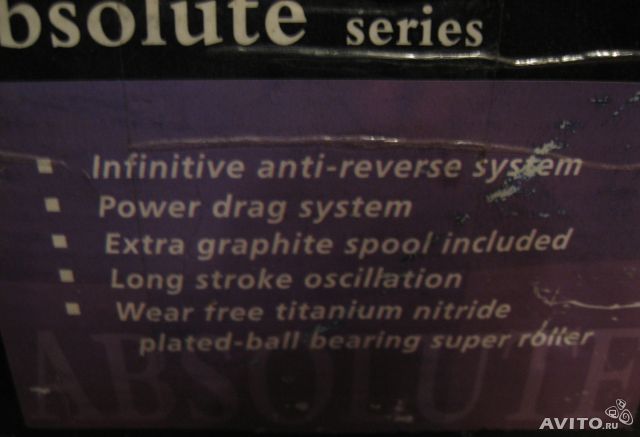 bsolute series
Infinitive anti-reverse system
Power drag system
Extra graphite spool included
Long stroke oscillation
Wear free titanium nitride
plated-ball bearing super roller
ABSOLUTE
AVITO.ru